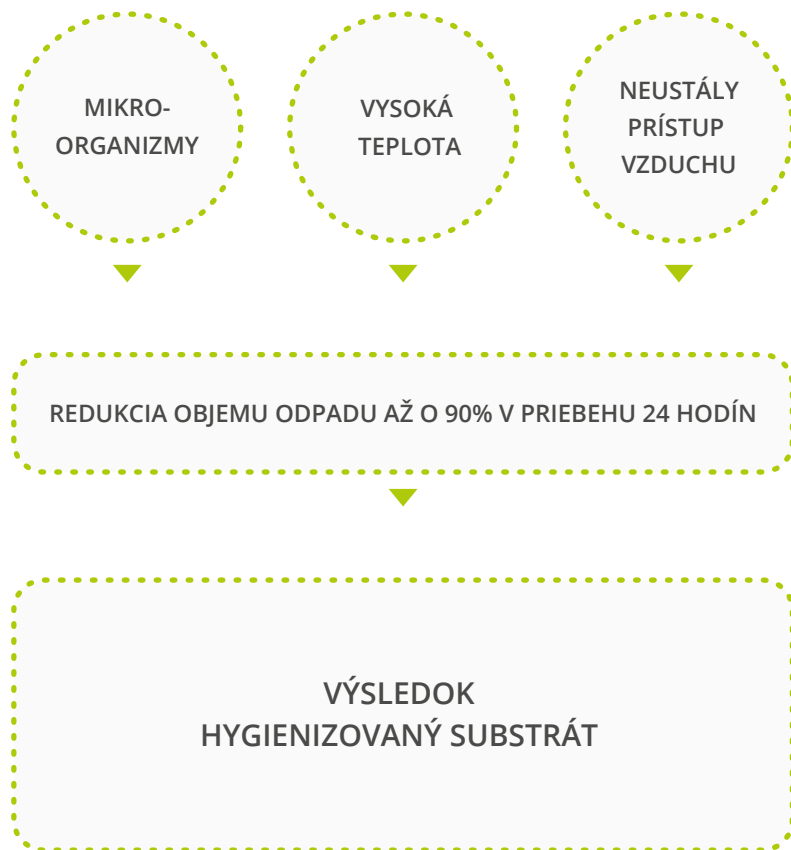 MIKRO-
ORGANIZMY
VYSOKÁ
TEPLOTA
NEUSTÁLY
PRÍSTUP
VZDUCHU
REDUKCIA OBJEMU ODPADU AŽ O 90% V PRIEBEHU 24 HODÍN
VÝSLEDOK
HYGIENIZOVANÝ SUBSTRÁT